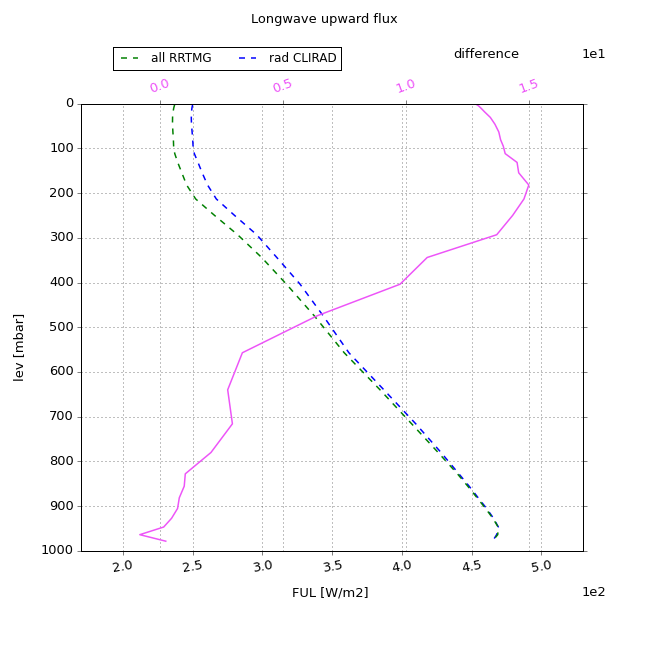 Longwave upward flux
all RRTMG
rad CLIRAD
difference
1e1
0.0 0.5 1.0 1.5
0
100
200
300
400
500
600
700
800
900
1000
lev [mbar]
2.0 2.5 3.0 3.5 4.0 4.5 5.0
FUL [W/m2]
1e2